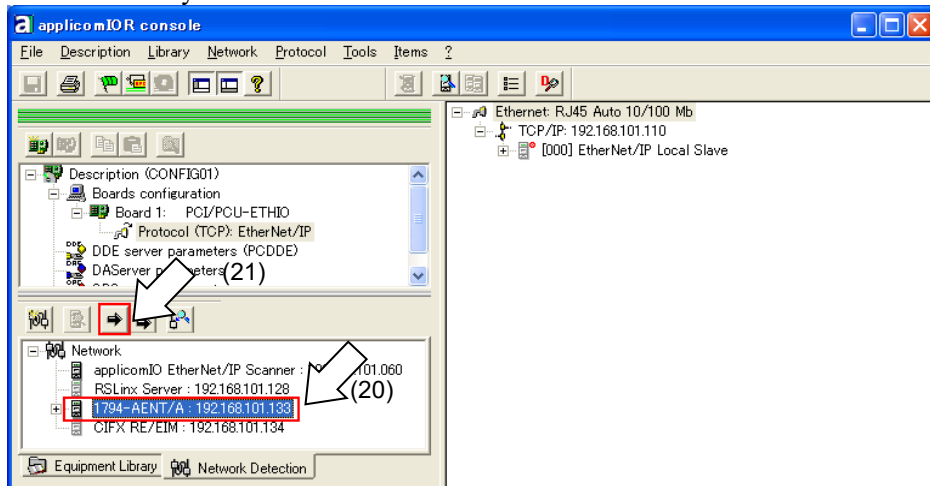 applicomIOR console
File Description Library Network Protocol Tools Items ?
Ethernet: RJ45 Auto 10/100 Mb
TCP/IP: 192.168.101.110
[000] EtherNet/IP Local Slave
Description (CONFIG01)
Boards configuration
Board 1: PCI/PCU-ETHIO
Protocol (TCP): EtherNet/IP
DDE server parameters (PCDDE)
DAServer
(21)
Network
applicomIO EtherNet/IP Scanner : 101.060
RSLinx Server : 192.168.101.128
(20)
1794-AENT/A : 192.168.101.133
CIFX RE/EIM : 192.168.101.134
Equipment Library Network Detection